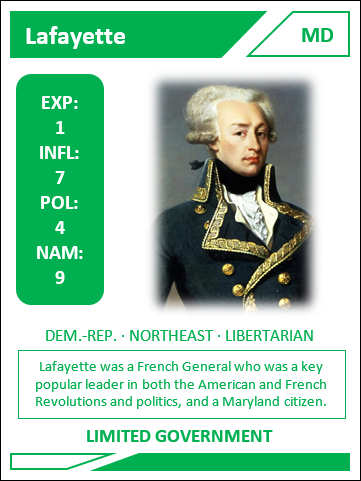 Lafayette
MD
EXP:
1
INFL:
7
POL:
4
NAM:
9
DEM.-REP. · NORTHEAST · LIBERTARIAN
Lafayette was a French General who was a key
popular leader in both the American and French
Revolutions and politics, and a Maryland citizen.
LIMITED GOVERNMENT